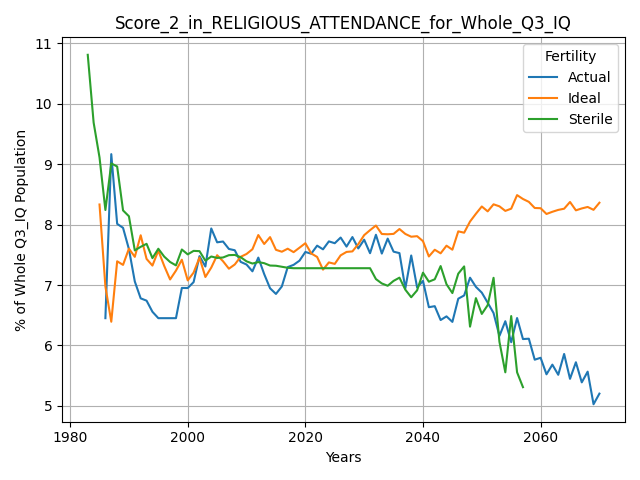 Score_2_in_RELIGIOUS_ATTENDANCE_for_Whole_Q3_IQ
Fertility
Actual
Ideal
Sterile
% of Whole Q3_IQ Population
11
10
9
8
7
6
5
1980
2000
2020
2040
2060
Years